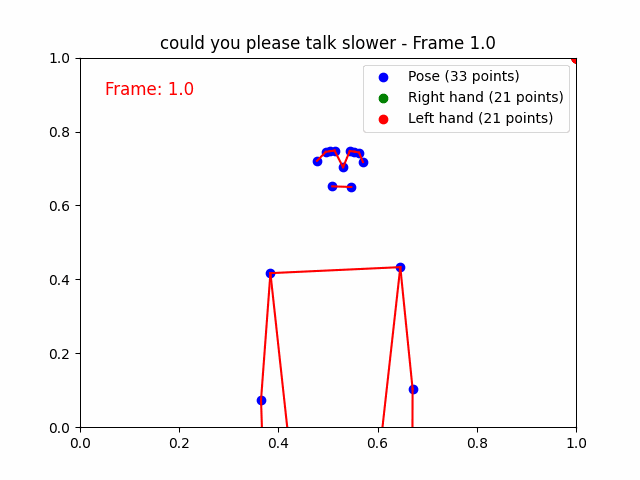 could you please talk slower - Frame 1.0
Frame: 1.0
Pose (33 points)
Right hand (21 points)
Left hand (21 points)
1.0
0.8
0.6
0.4
0.2
0.0
0.0 0.2 0.4 0.6 0.8 1.0